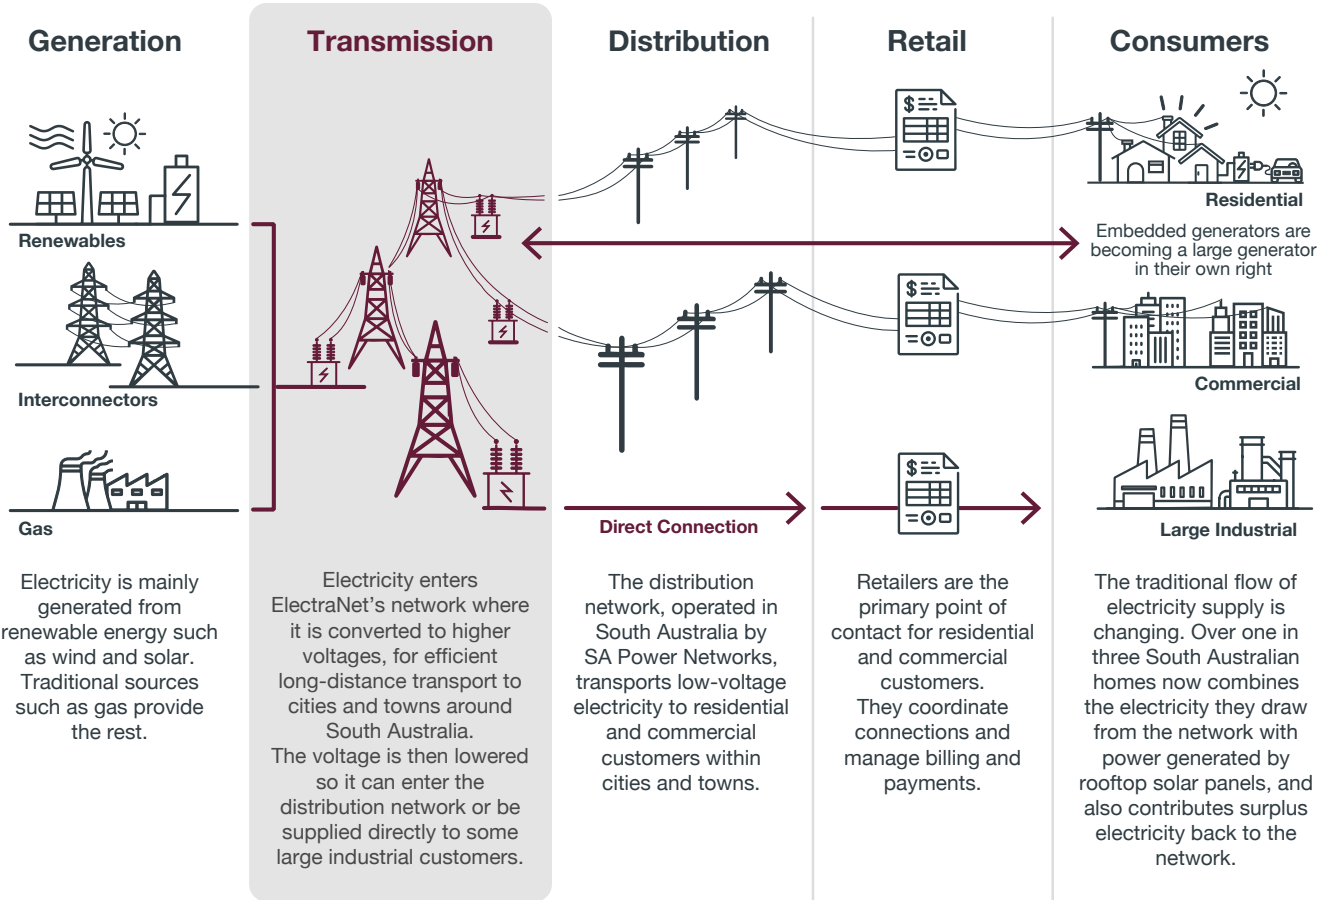 Generation
Transmission
Distribution
Retail
Consumers
$
Renewables
Residential
Embedded generators are
becoming a large generator
in their own right
$
Interconnectors
Commercial
$
Gas
Direct Connection
Large Industrial
Electricity is mainly
generated from
renewable energy such
as wind and solar.
Traditional sources
such as gas provide
the rest.
Electricity enters
ElectraNet’s network where
it is converted to higher
voltages, for efficient
long-distance transport to
cities and towns around
South Australia.
The voltage is then lowered
so it can enter the
distribution network or be
supplied directly to some
large industrial customers.
The distribution
network, operated in
South Australia by
SA Power Networks,
transports low-voltage
electricity to residential
and commercial
customers within
cities and towns.
Retailers are the
primary point of
contact for residential
and commercial
customers.
They coordinate
connections and
manage billing and
payments.
The traditional flow of
electricity supply is
changing. Over one in
three South Australian
homes now combines
the electricity they draw
from the network with
power generated by
rooftop solar panels, and
also contributes surplus
electricity back to the
network.